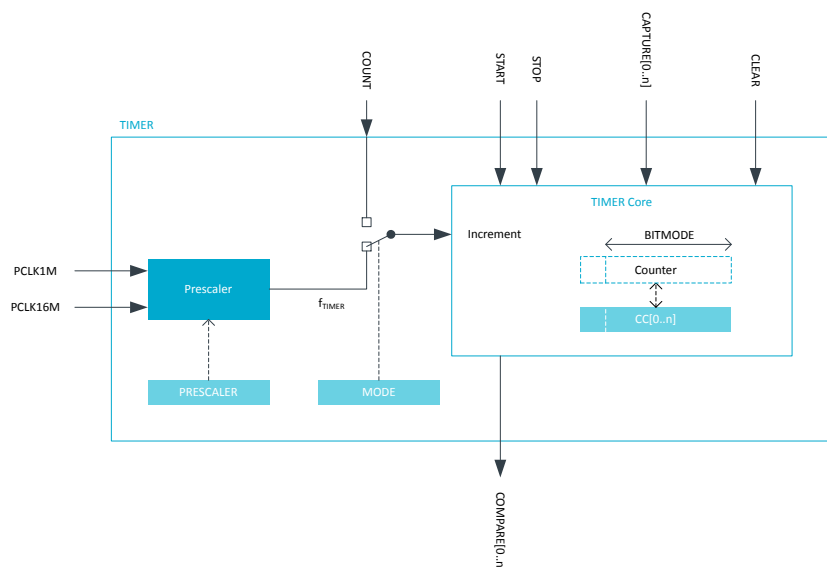 COUNT
START
STOP
CAPTURE[0..n]
CLEAR
TIMER
TIMER Core
Increment
BITMODE
Counter
CC[0..n]
PCLK1M
PCLK16M
Prescaler
fTIMER
PRESCALER
MODE
COMPARE[0..n